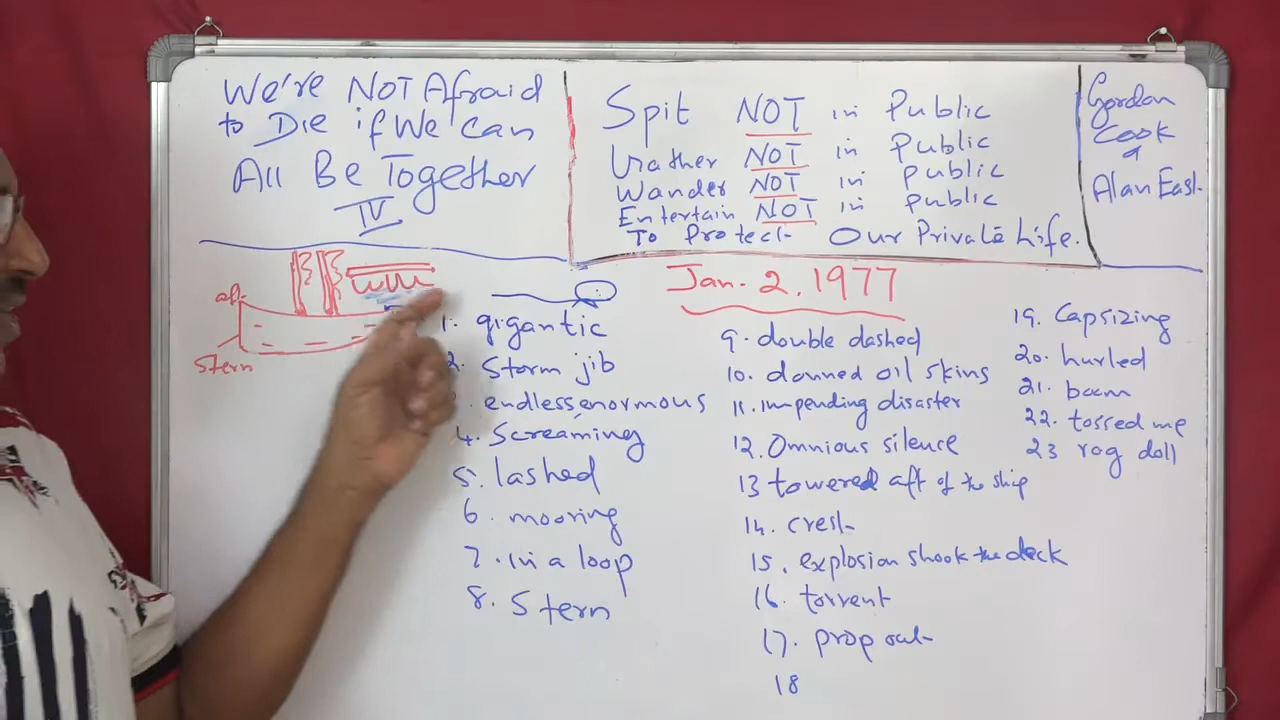 We're NOT Afraid
to Die if We Can
All Be Together
IV
Spit NOT in Public
NOT in Public
Wander NOT in Public
Entertain NOT in Public
To Protect Our Private Life.
Gordon
Cook
&
Alan East
aft
Stern
Jan. 2. 1977
1. gigantic
2. Storm jib
3. endless, enormous
4. Screaming
5. lashed
6. mooring
7. in a loop
8. Stern
9. double dashed
10. donned oil skins
11. impending disaster
12. Omnious silence
13 towered aft of the ship
14. crest
15. explosion shook the deck
16. torrent
17. prop out
18
19. Capsizing
20. hurled
21. boom
22. tossed me
23 rag doll